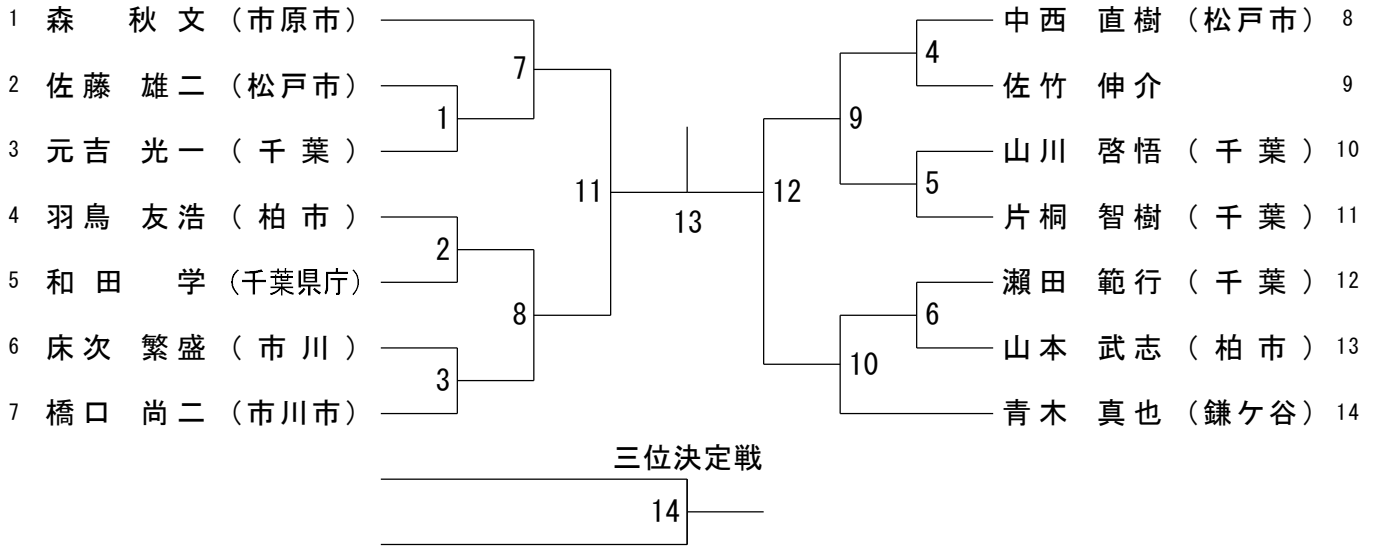 1 森 秋文（市原市）
2 佐藤 雄二（松戸市）
3 元吉 光一（千葉）
4 羽鳥 友浩（柏市）
5 和田 学（千葉県庁）
6 床次 繁盛（市川）
7 橋口 尚二（市川市）
7
1
11
2
8
3
13
12
9
4
5
10
6
中西 直樹（松戸市） 8
佐竹 伸介 9
山川 啓悟（千葉） 10
片桐 智樹（千葉） 11
瀬田 範行（千葉） 12
山本 武志（柏市） 13
青木 真也（鎌ケ谷） 14
三位決定戦
14